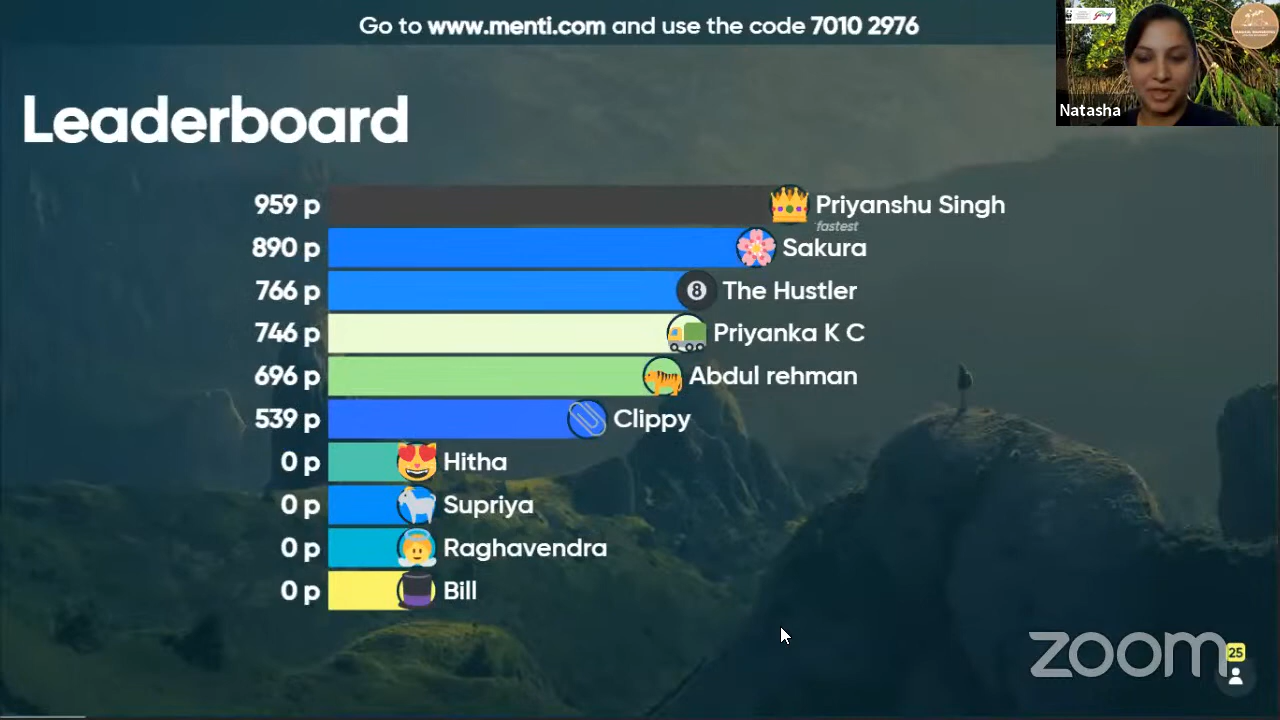 Go to www.menti.com and use the code 7010 2976
Natasha
Leaderboard
959 p Priyanshu Singh
fastest
890 p Sakura
766 p 8 The Hustler
746 p Priyanka K C
696 p Abdul rehman
539 p Clippy
0 p Hitha
0 p Supriya
0 p Raghavendra
0 p Bill
zoom
25